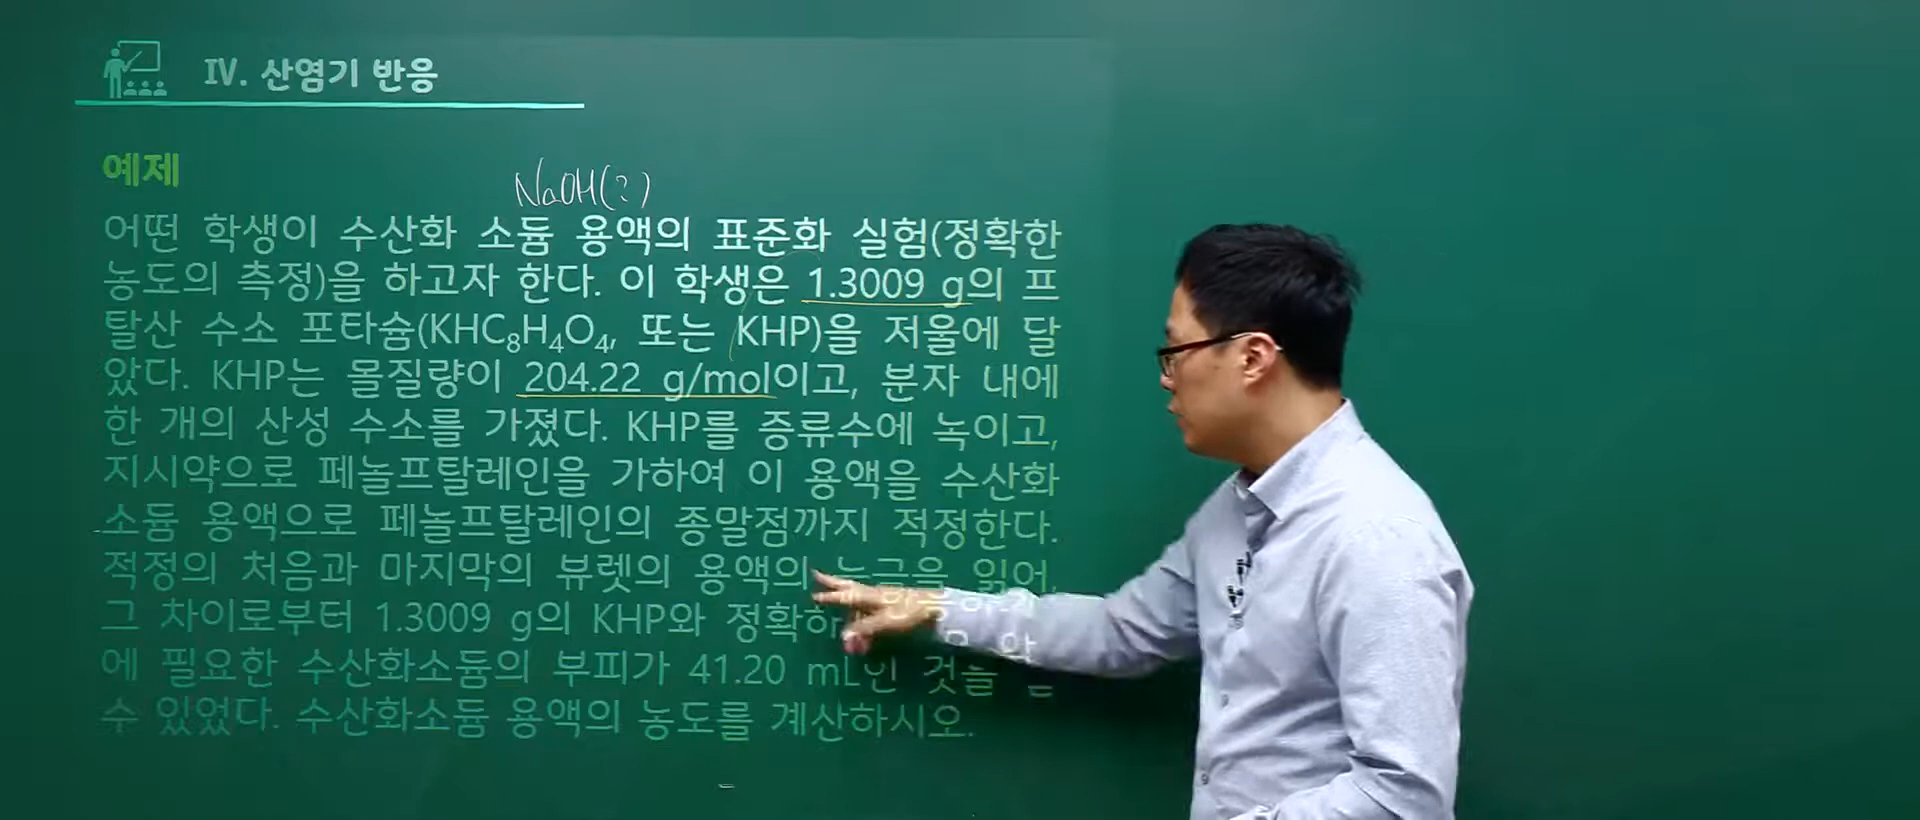 IV. 산염기 반응
예제
NaOH(?)
어떤 학생이 수산화 소듐 용액의 표준화 실험(정확한
농도의 측정)을 하고자 한다. 이 학생은 1.3009 g의 프
탈산 수소 포타슘(KHC₈H₄O₄, 또는 KHP)을 저울에 달
았다. KHP는 몰질량이 204.22 g/mol이고, 분자 내에
한 개의 산성 수소를 가졌다. KHP를 증류수에 녹이고,
지시약으로 페놀프탈레인을 가하여 이 용액을 수산화
소듐 용액으로 페놀프탈레인의 종말점까지 적정한다.
적정의 처음과 마지막의 뷰렛의 용액의 눈금을 읽어,
그 차이로부터 1.3009 g의 KHP와 정확하
에 필요한 수산화소듐의 부피가 41.20 mL인 것을
수 있었다. 수산화소듐 용액의 농도를 계산하시오.